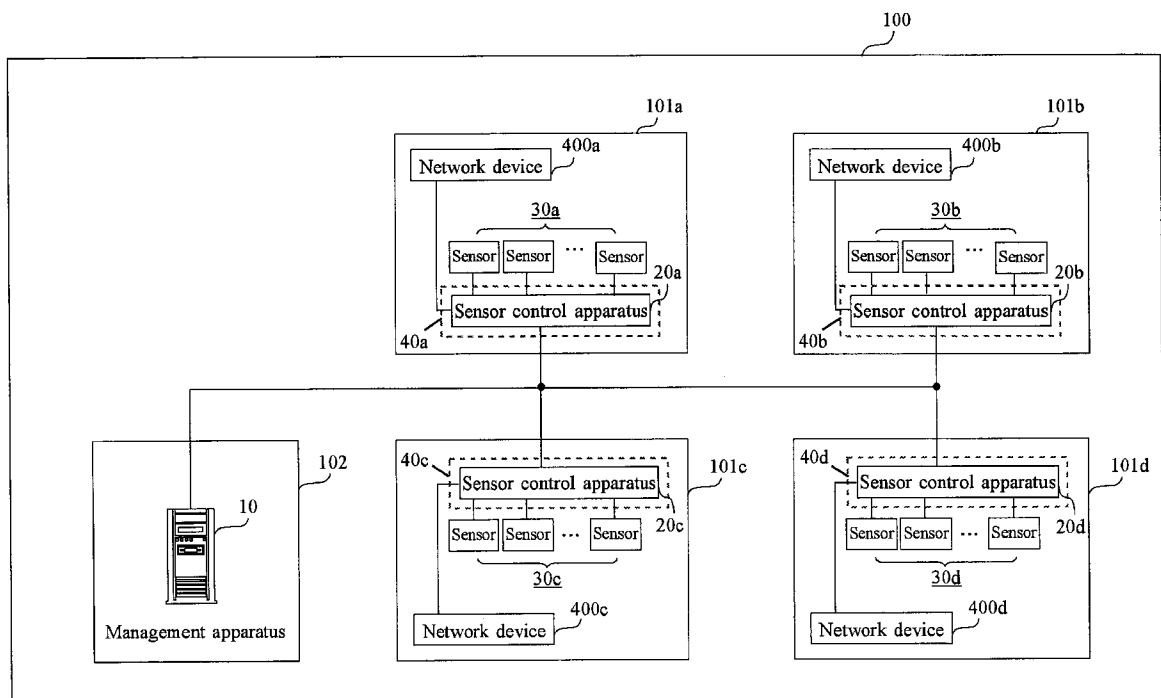 100
101a
101b
Network device
400a
Network device
400b
30a
30b
Sensor
Sensor
...
Sensor
Sensor
Sensor
...
Sensor
20a
20b
Sensor control apparatus
Sensor control apparatus
40a
40b
102
10
Management apparatus
40c
101c
40d
101d
Sensor control apparatus
Sensor control apparatus
20c
20d
Sensor
Sensor
...
Sensor
Sensor
Sensor
...
Sensor
30c
30d
400c
400d
Network device
Network device